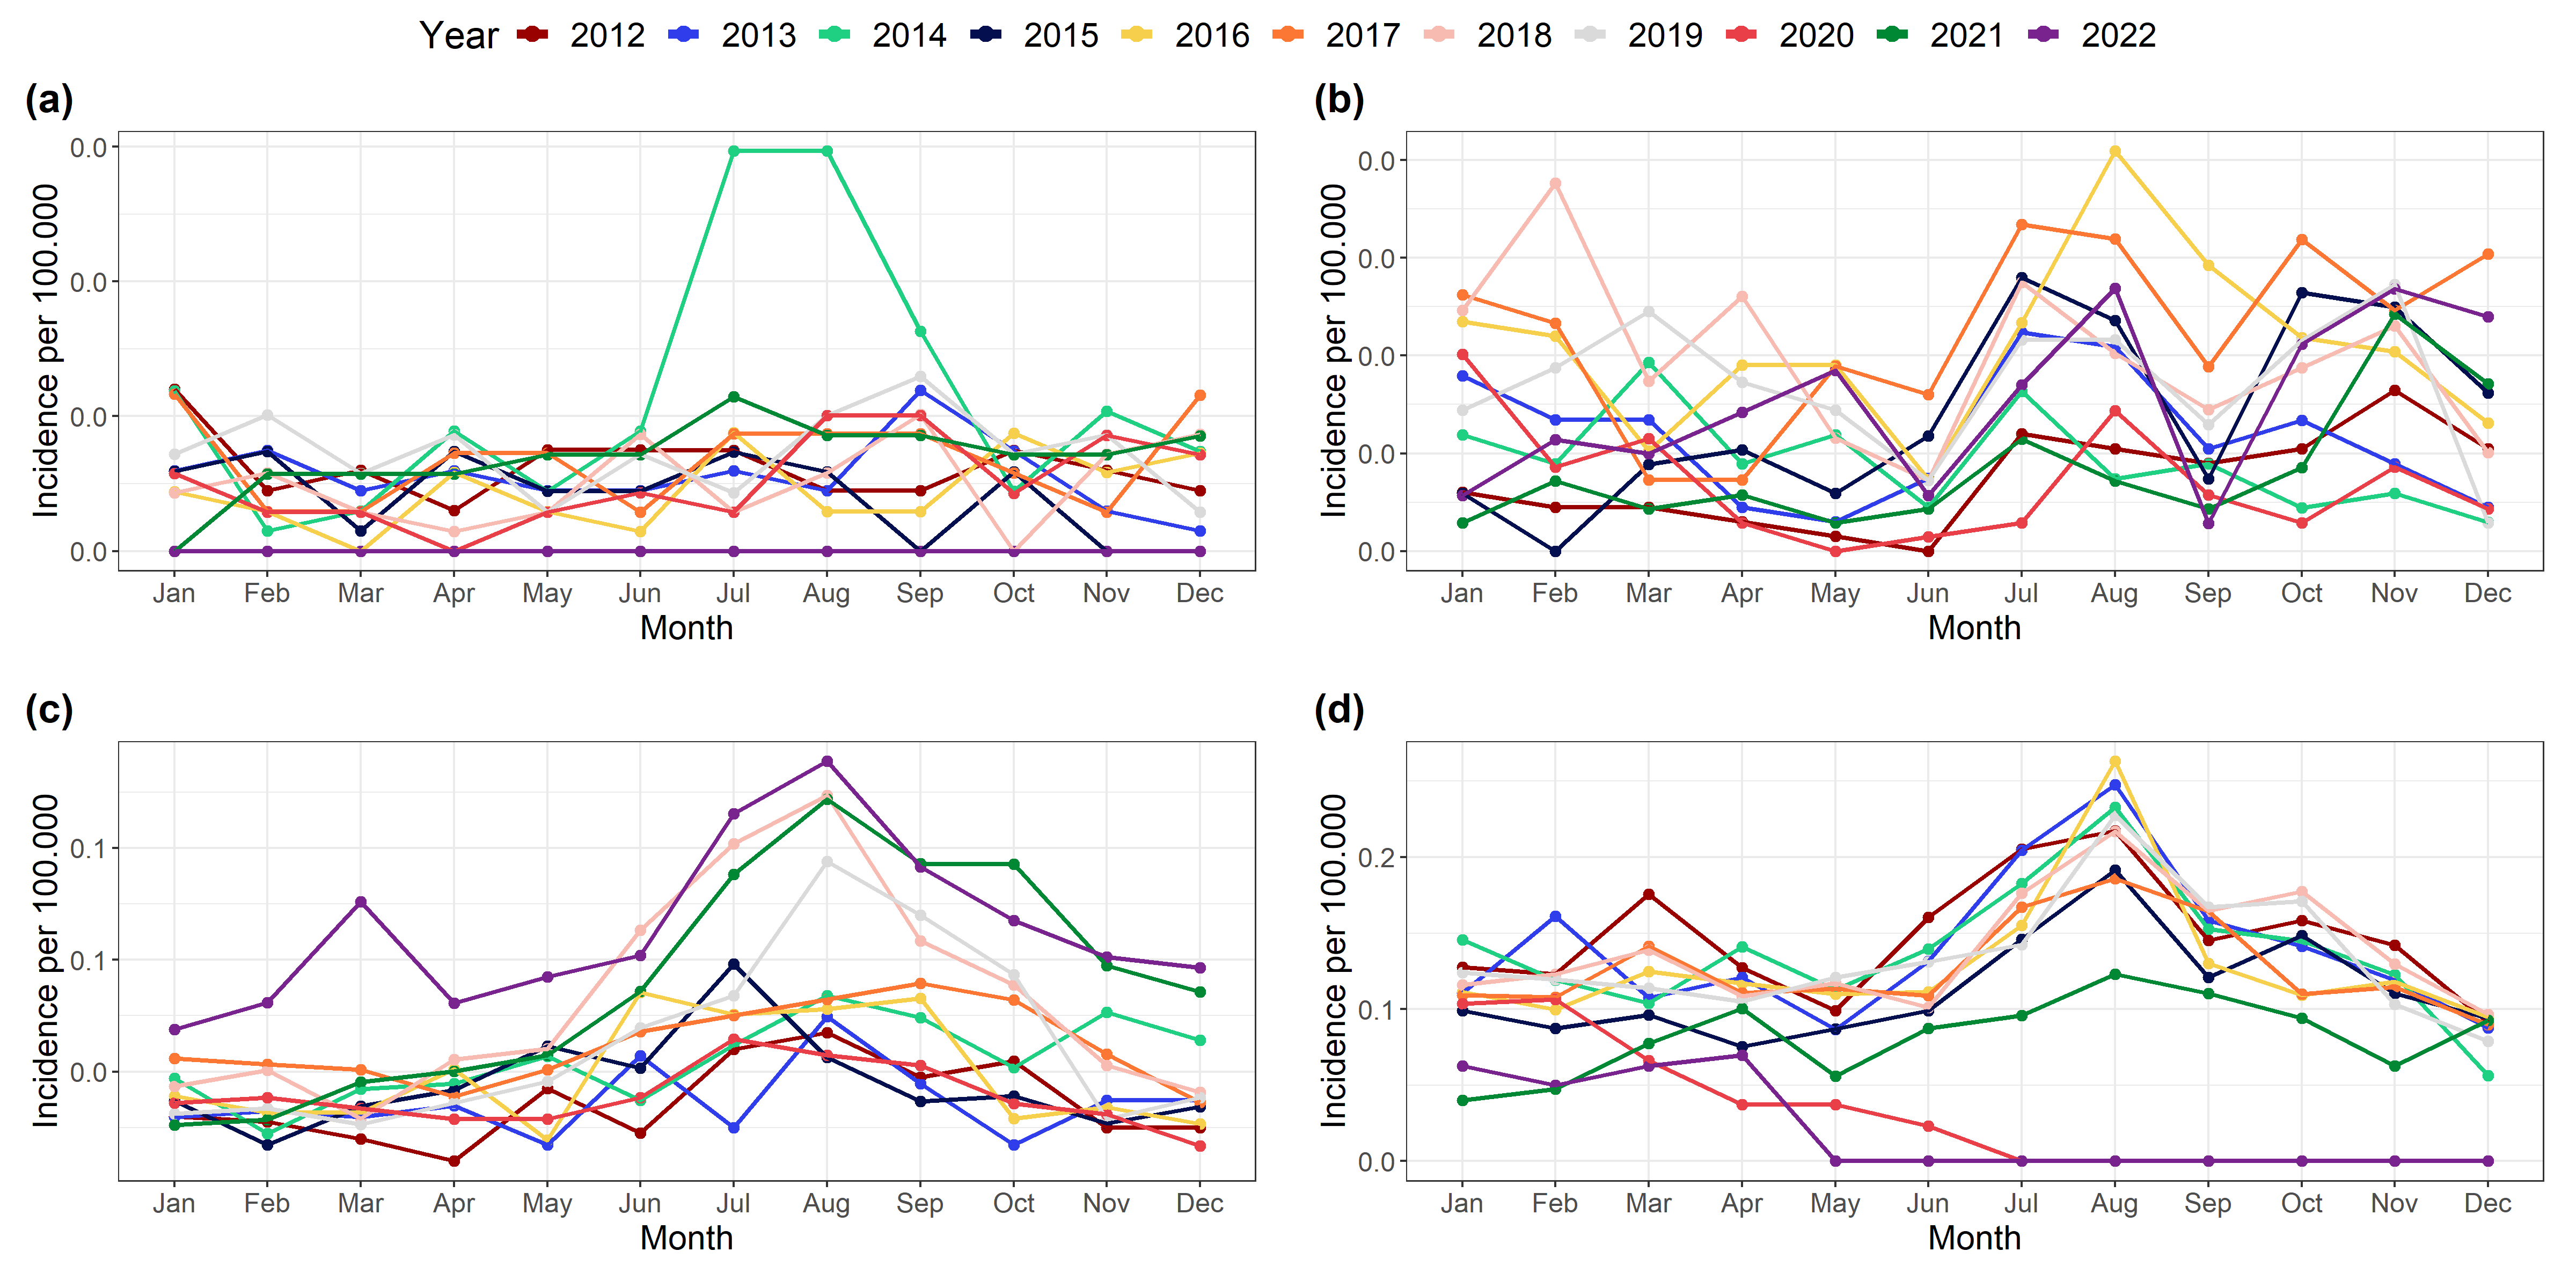 Year 2012 2013 2014 2015 2016 2017 2018 2019 2020 2021 2022
(a)
Incidence per 100.000
0.0
0.0
0.0
0.0
Jan Feb Mar Apr May Jun Jul Aug Sep Oct Nov Dec
Month
(b)
Incidence per 100.000
0.0
0.0
0.0
0.0
0.0
Jan Feb Mar Apr May Jun Jul Aug Sep Oct Nov Dec
Month
(c)
Incidence per 100.000
0.1
0.1
0.0
Jan Feb Mar Apr May Jun Jul Aug Sep Oct Nov Dec
Month
(d)
Incidence per 100.000
0.2
0.1
0.0
Jan Feb Mar Apr May Jun Jul Aug Sep Oct Nov Dec
Month